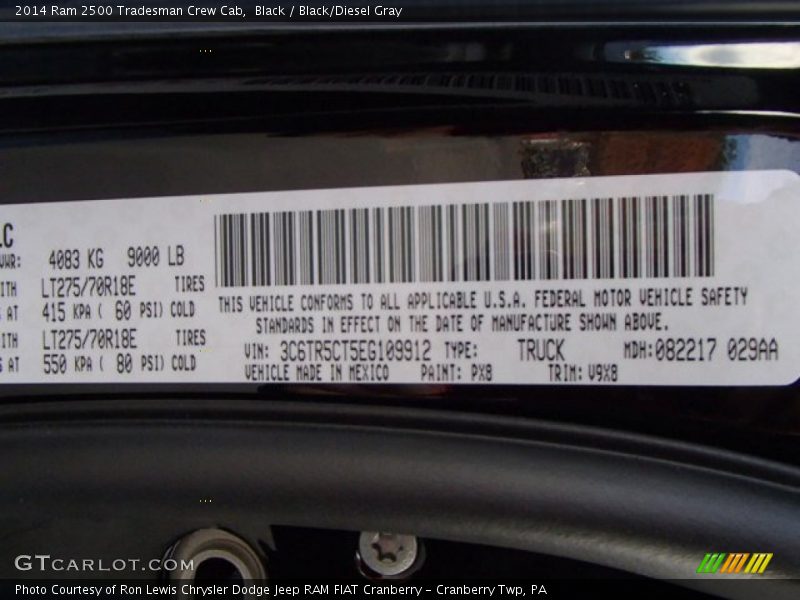 2014 Ram 2500 Tradesman Crew Cab,  Black / Black/Diesel Gray
LC
4083 KG 9000 LB
LT275/70R18E TIRES
AT 415 KPA ( 60 PSI) COLD
LT275/70R18E TIRES
AT 550 KPA ( 80 PSI) COLD
THIS VEHICLE CONFORMS TO ALL APPLICABLE U.S.A. FEDERAL MOTOR VEHICLE SAFETY
STANDARDS IN EFFECT ON THE DATE OF MANUFACTURE SHOWN ABOVE.
VIN: 3C6TR5CT5EG109912 TYPE: TRUCK MDH:082217 029AA
VEHICLE MADE IN MEXICO PAINT: PX8 TRIM: V9X8
GTCARLOT.COM
Photo Courtesy of Ron Lewis Chrysler Dodge Jeep RAM FIAT Cranberry – Cranberry Twp, PA